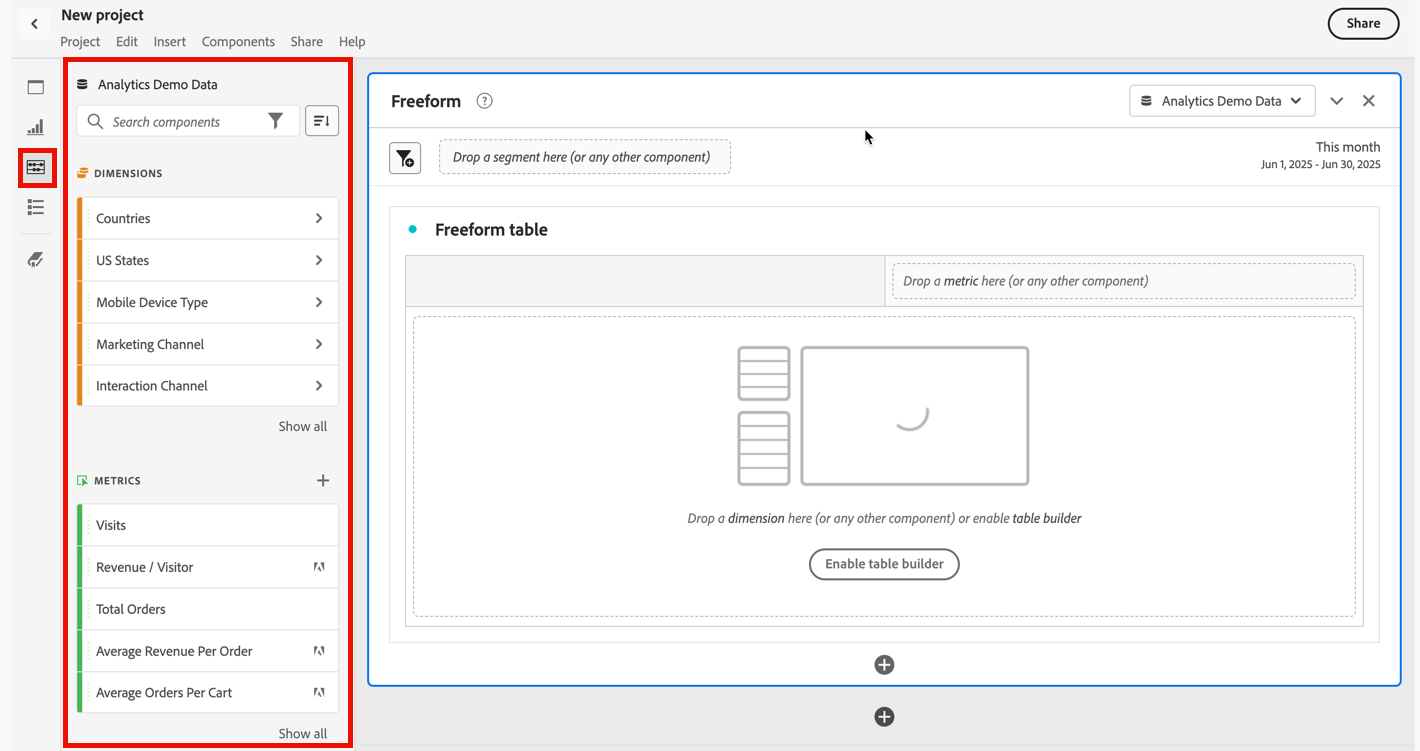 New project
Share
Project Edit Insert Components Share Help
Analytics Demo Data
Search components
DIMENSIONS
Countries
US States
Mobile Device Type
Marketing Channel
Interaction Channel
Show all
METRICS
Visits
Revenue / Visitor
Total Orders
Average Revenue Per Order
Average Orders Per Cart
Show all
Freeform ?
Analytics Demo Data
Drop a segment here (or any other component)
This month
Jun 1, 2025 - Jun 30, 2025
Freeform table
Drop a metric here (or any other component)
Drop a dimension here (or any other component) or enable table builder
Enable table builder